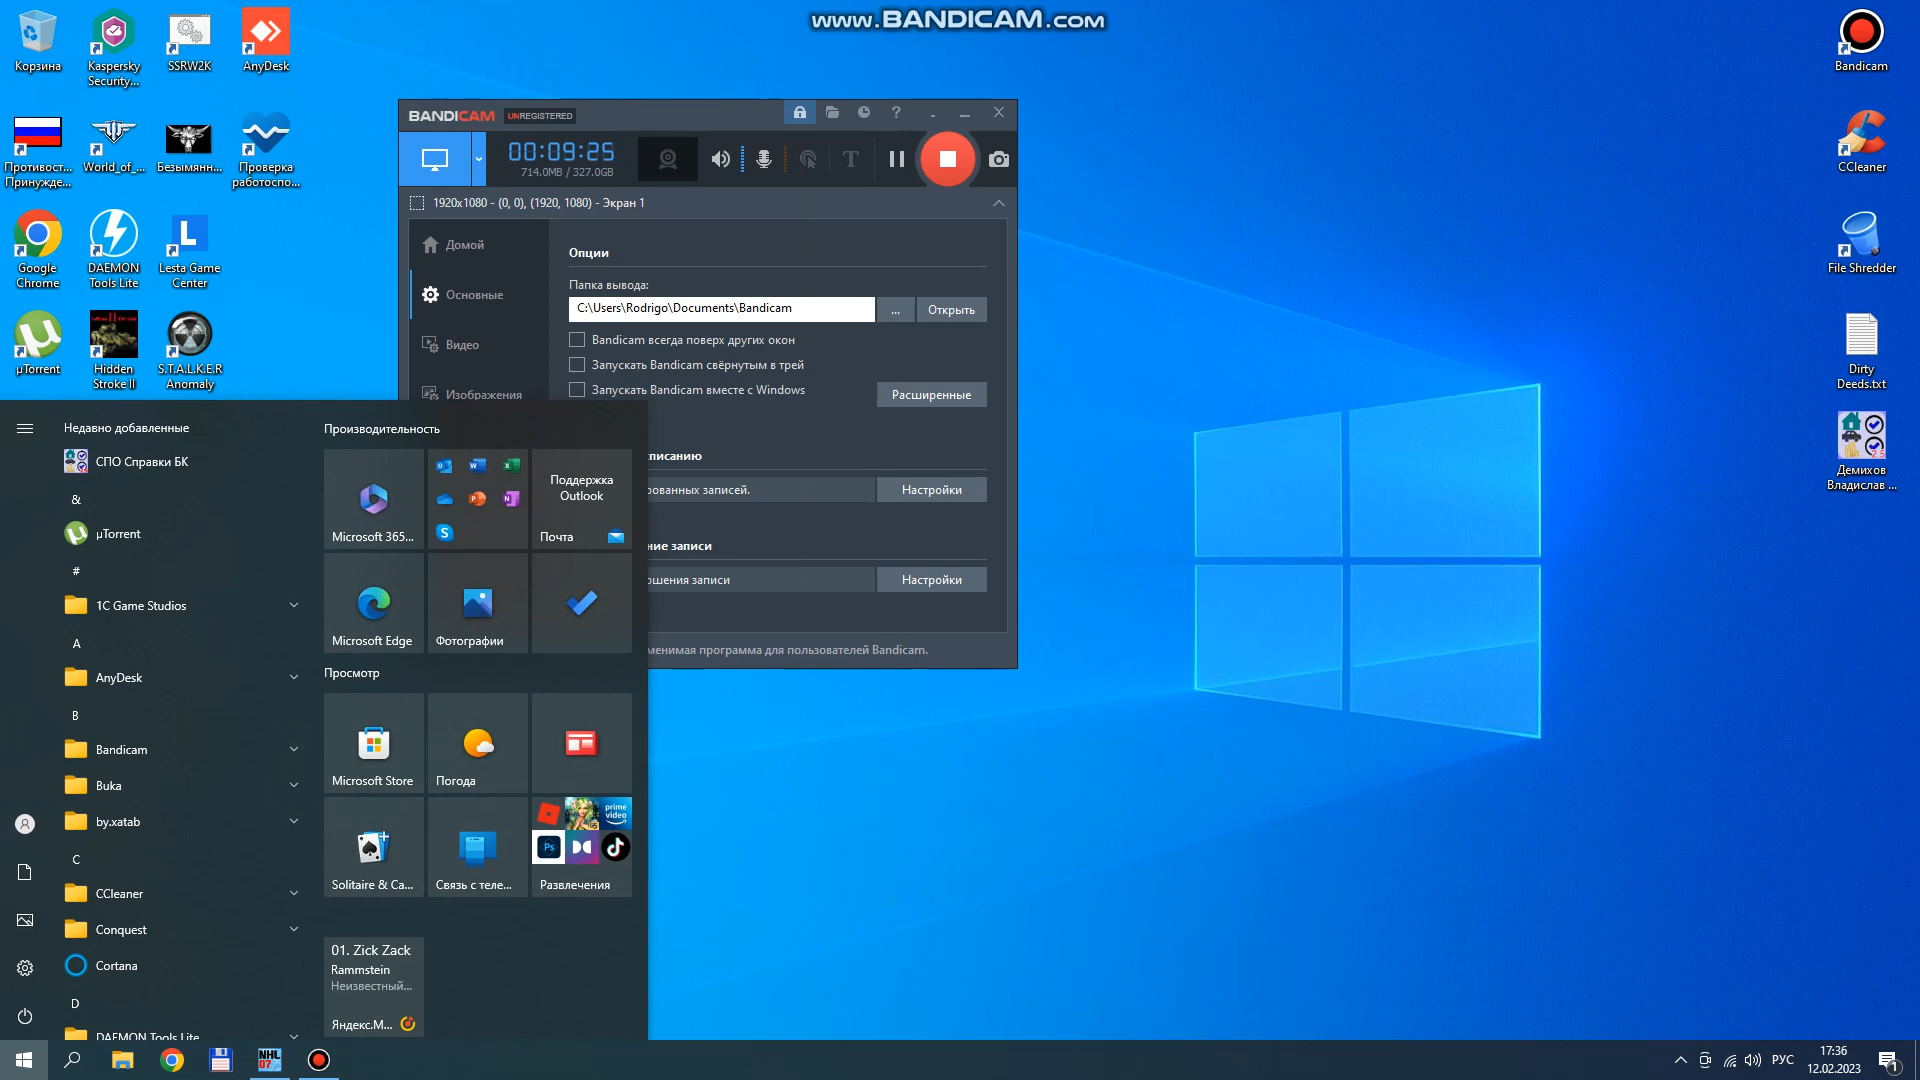 www.BANDICAM.com
Корзина
Kaspersky
Security...
SSRW2K
AnyDesk
Противост...
Принужде...
World_of_...
Безымянн...
Проверка
работоспо...
Google
Chrome
DAEMON
Tools Lite
Lesta Game
Center
µTorrent
Hidden
Stroke II
S.T.A.L.K.E.R
Anomaly
Bandicam
CCleaner
File Shredder
Dirty
Deeds.txt
Демихов
Владислав ...
BANDICAM UNREGISTERED
00:09:25
714.0MB / 327.0GB
1920x1080 - (0, 0), (1920, 1080) - Экран 1
Домой
Основные
Видео
Изображения
Опции
Папка вывода:
C:\Users\Rodrigo\Documents\Bandicam
...
Открыть
Bandicam всегда поверх других окон
Запускать Bandicam свёрнутым в трей
Запускать Bandicam вместе с Windows
Расширенные
списанию
рованных записей.
Настройки
ние записи
ршения записи
Настройки
менимая программа для пользователей Bandicam.
Недавно добавленные
СПО Справки БК
&
µTorrent
#
1C Game Studios
A
AnyDesk
B
Bandicam
Buka
by.xatab
C
CCleaner
Conquest
Cortana
D
DAEMON Tools Lite
Производительность
Microsoft 365...
Поддержка
Outlook
Почта
Microsoft Edge
Фотографии
Просмотр
Microsoft Store
Погода
prime
video
Ps
Solitaire & Ca...
Связь с теле...
Развлечения
01. Zick Zack
Rammstein
Неизвестный...
Яндекс.М...
NHL
07
РУС
17:36
12.02.2023
1